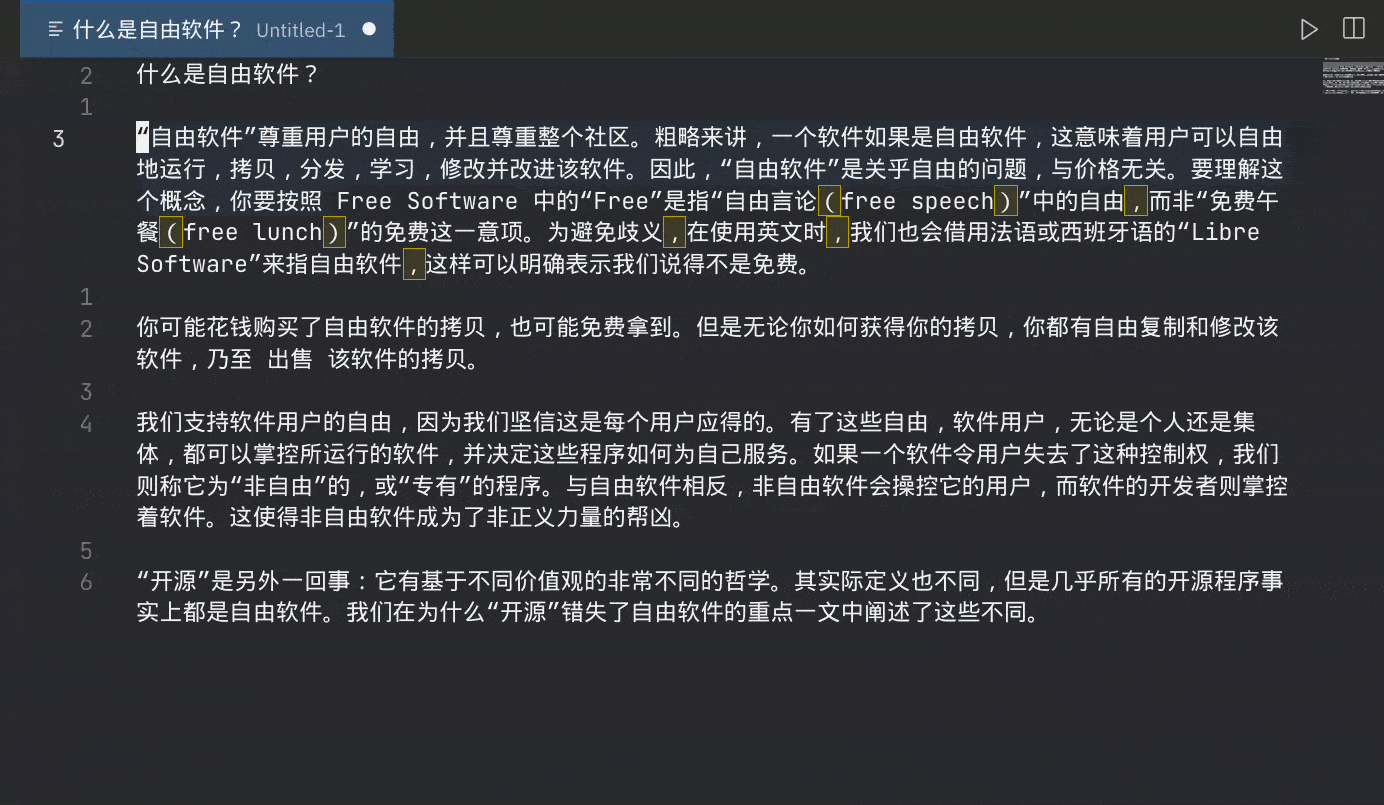 什么是自由软件？ Untitled-1
2 什么是自由软件？
1
3 “自由软件”尊重用户的自由，并且尊重整个社区。粗略来讲，一个软件如果是自由软件，这意味着用户可以自由
地运行，拷贝，分发，学习，修改并改进该软件。因此，“自由软件”是关乎自由的问题，与价格无关。要理解这
个概念，你要按照 Free Software 中的“Free”是指“自由言论（free speech）”中的自由，而非“免费午
餐（free lunch）”的免费这一意项。为避免歧义，在使用英文时，我们也会借用法语或西班牙语的“Libre
Software”来指自由软件，这样可以明确表示我们说得不是免费。
1
2 你可能花钱购买了自由软件的拷贝，也可能免费拿到。但是无论你如何获得你的拷贝，你都有自由复制和修改该
软件，乃至 出售 该软件的拷贝。
3
4 我们支持软件用户的自由，因为我们坚信这是每个用户应得的。有了这些自由，软件用户，无论是个人还是集
体，都可以掌控所运行的软件，并决定这些程序如何为自己服务。如果一个软件令用户失去了这种控制权，我们
则称它为“非自由”的，或“专有”的程序。与自由软件相反，非自由软件会操控它的用户，而软件的开发者则掌控
着软件。这使得非自由软件成为了非正义力量的帮凶。
5
6 “开源”是另外一回事：它有基于不同价值观的非常不同的哲学。其实际定义也不同，但是几乎所有的开源程序事
实上都是自由软件。我们在为什么“开源”错失了自由软件的重点一文中阐述了这些不同。